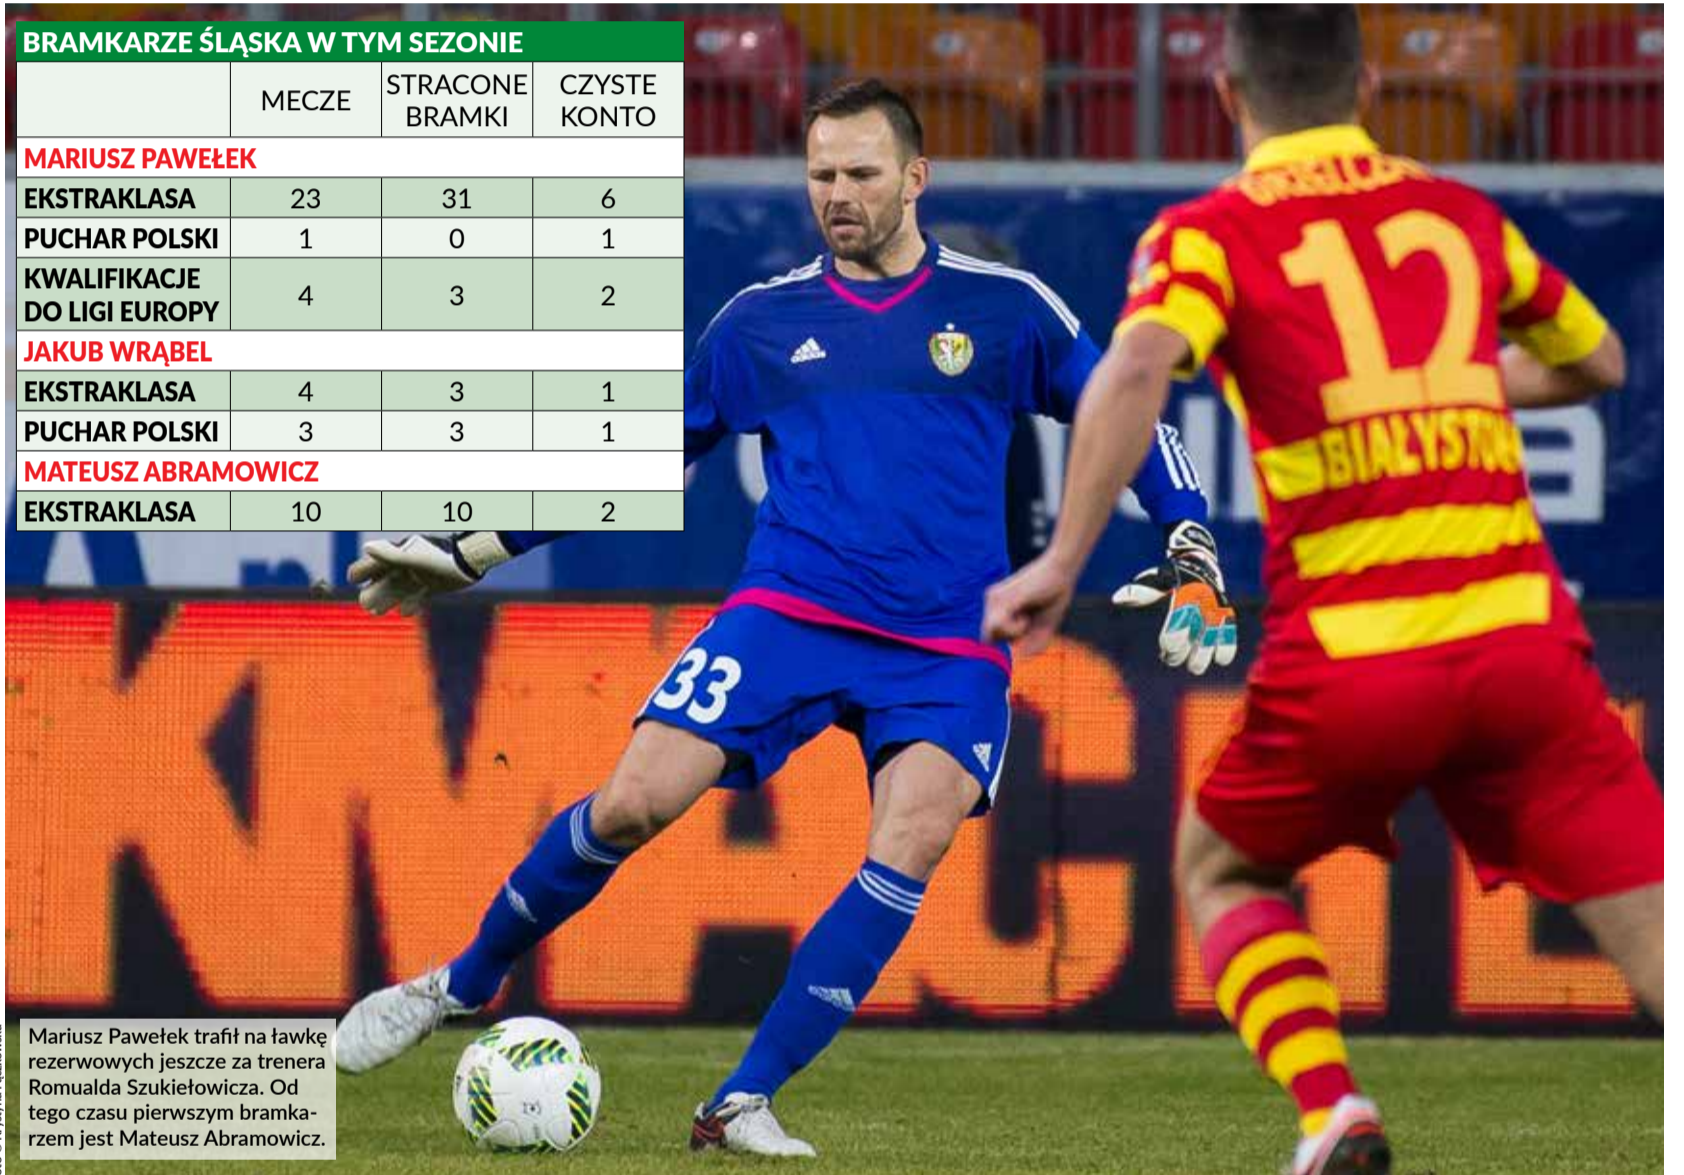 BRAMKARZE ŚLĄSKA W TYM SEZONIE
MECZE STRACONE BRAMKI CZYSTE KONTO
MARIUSZ PAWEŁEK
EKSTRAKLASA 23 31 6
PUCHAR POLSKI 1 0 1
KWALIFIKACJE
DO LIGI EUROPY 4 3 2
JAKUB WRĄBEL
EKSTRAKLASA 4 3 1
PUCHAR POLSKI 3 3 1
MATEUSZ ABRAMOWICZ
EKSTRAKLASA 10 10 2
adidas
33
12
Mariusz Pawełek trafił na ławkę
rezerwowych jeszcze za trenera
Romualda Szukiełowicza. Od
tego czasu pierwszym bramka-
rzem jest Mateusz Abramowicz.